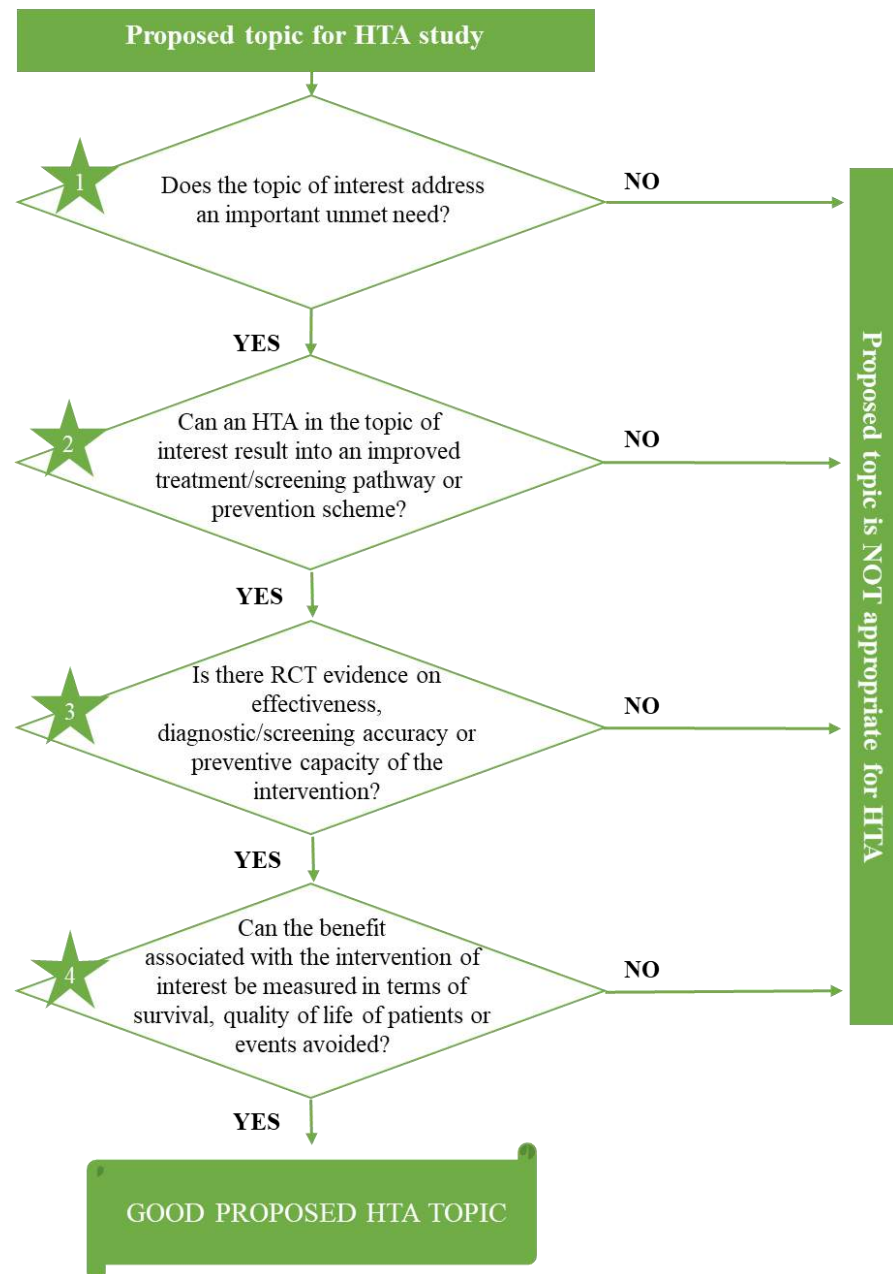 Proposed topic for HTA study
1
Does the topic of interest address
an important unmet need?
NO
YES
2
Can an HTA in the topic of
interest result into an improved
treatment/screening pathway or
prevention scheme?
NO
YES
3
Is there RCT evidence on
effectiveness,
diagnostic/screening accuracy or
preventive capacity of the
intervention?
NO
YES
4
Can the benefit
associated with the intervention of
interest be measured in terms of
survival, quality of life of patients or
events avoided?
NO
YES
GOOD PROPOSED HTA TOPIC
Proposed topic is NOT appropriate for HTA